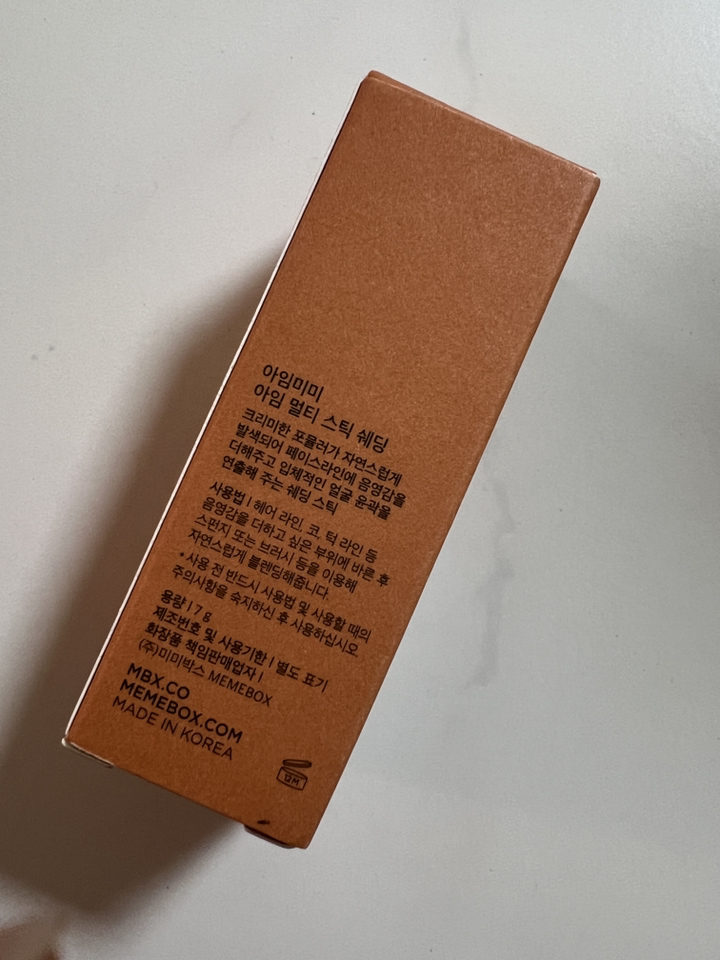 아임미미
아임 멀티 스틱 쉐딩
크리미한 포뮬러가 자연스럽게
발색되어 페이스라인에 음영감을
더해주고 입체적인 얼굴 윤곽을
연출해 주는 쉐딩 스틱
사용법 | 헤어 라인, 코, 턱 라인 등
음영감을 더하고 싶은 부위에 바른 후
스펀지 또는 브러시 등을 이용해
자연스럽게 블렌딩해줍니다.
* 사용 전 반드시 사용법 및 사용할 때의
주의사항을 숙지하신 후 사용하십시오.
용량 | 7 g
제조번호 및 사용기한 | 별도 표기
화장품 책임판매업자 |
(주)미미박스 MEMEBOX
MBX.CO
MEMEBOX.COM
MADE IN KOREA
12M